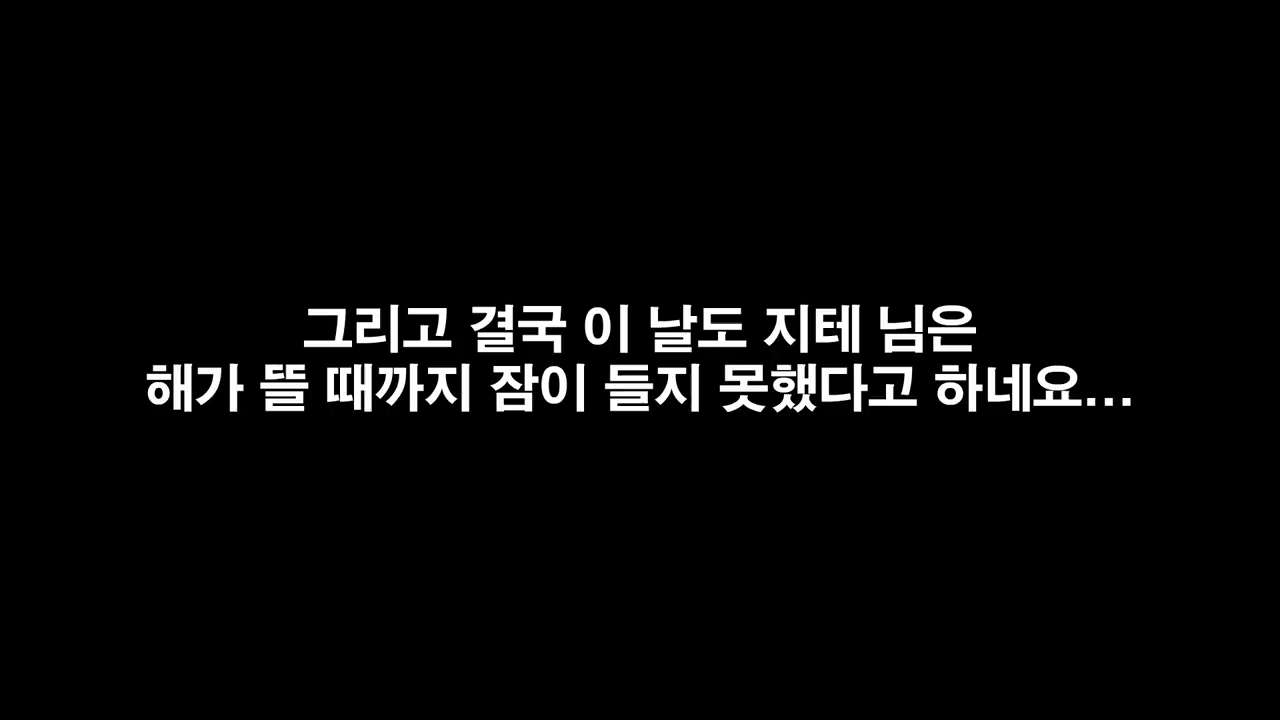 그리고 결국 이 날도 지테 님은
해가 뜰 때까지 잠이 들지 못했다고 하네요...